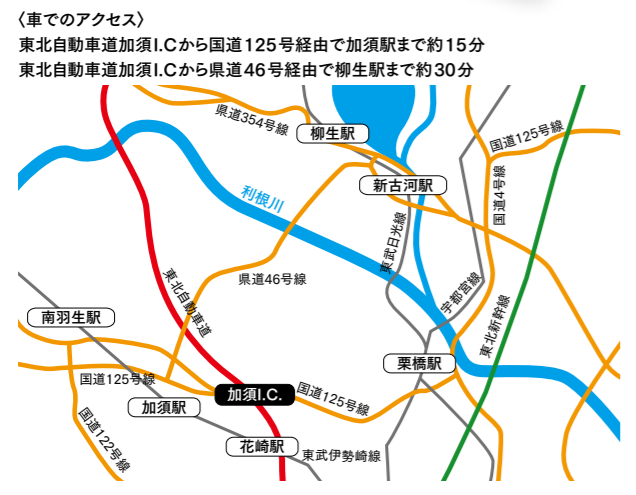 〈車でのアクセス〉
東北自動車道加須I.Cから国道125号経由で加須駅まで約15分
東北自動車道加須I.Cから県道46号経由で柳生駅まで約30分
県道354号線
柳生駅
国道125号線
新古河駅
国道4号線
利根川
東武日光線
県道46号線
東北自動車道
宇都宮線
東北新幹線
南羽生駅
栗橋駅
国道125号線
加須I.C.
国道125号線
加須駅
国道122号線
花崎駅
東武伊勢崎線